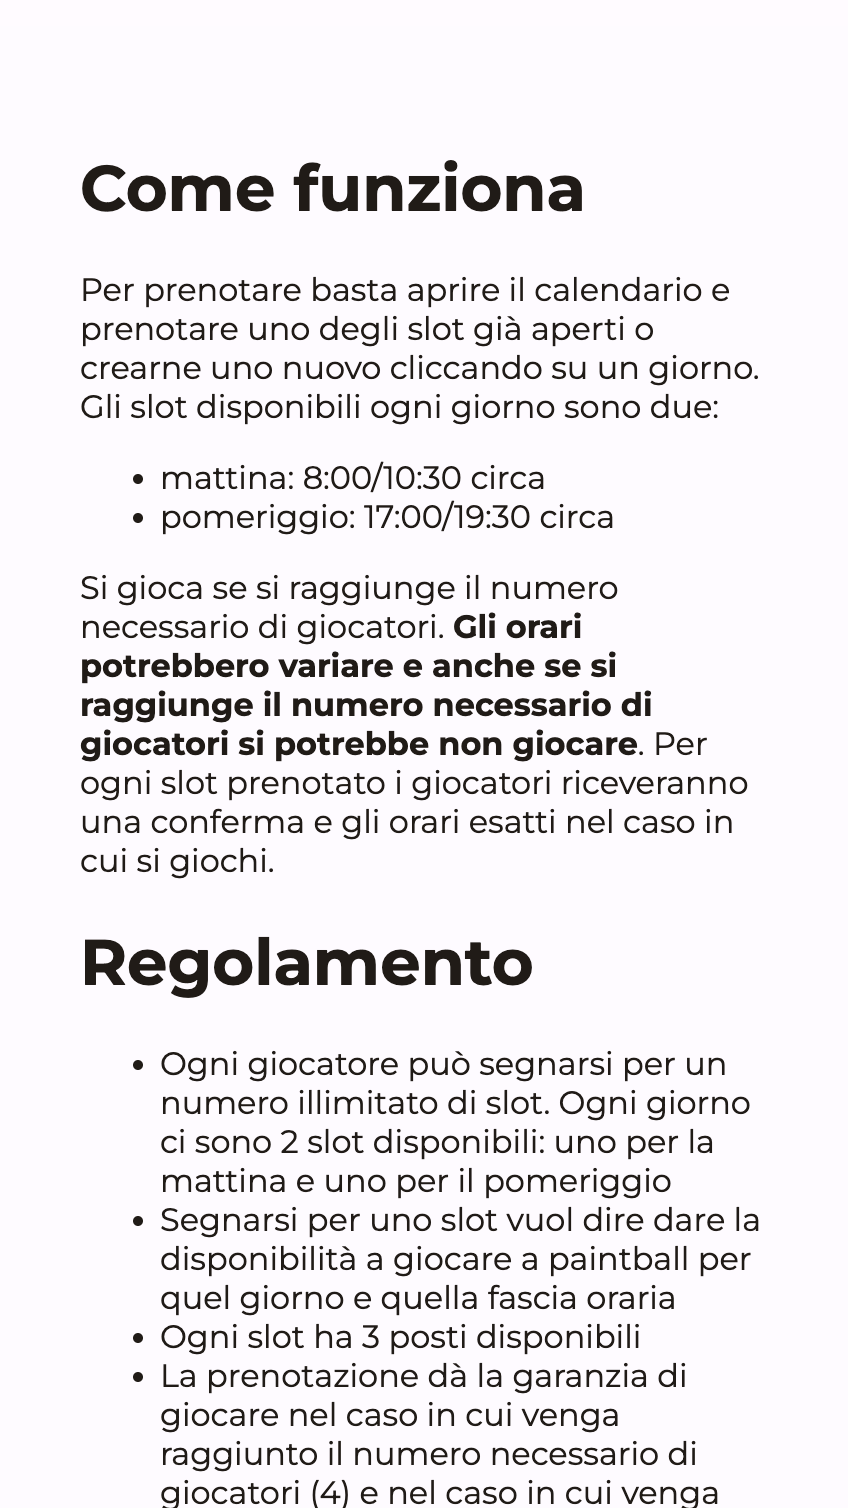 Come funziona
Per prenotare basta aprire il calendario e
prenotare uno degli slot già aperti o
crearne uno nuovo cliccando su un giorno.
Gli slot disponibili ogni giorno sono due:
• mattina: 8:00/10:30 circa
• pomeriggio: 17:00/19:30 circa
Si gioca se si raggiunge il numero
necessario di giocatori. Gli orari
potrebbero variare e anche se si
raggiunge il numero necessario di
giocatori si potrebbe non giocare. Per
ogni slot prenotato i giocatori riceveranno
una conferma e gli orari esatti nel caso in
cui si giochi.
Regolamento
• Ogni giocatore può segnarsi per un
numero illimitato di slot. Ogni giorno
ci sono 2 slot disponibili: uno per la
mattina e uno per il pomeriggio
• Segnarsi per uno slot vuol dire dare la
disponibilità a giocare a paintball per
quel giorno e quella fascia oraria
• Ogni slot ha 3 posti disponibili
• La prenotazione dà la garanzia di
giocare nel caso in cui venga
raggiunto il numero necessario di
giocatori (4) e nel caso in cui venga